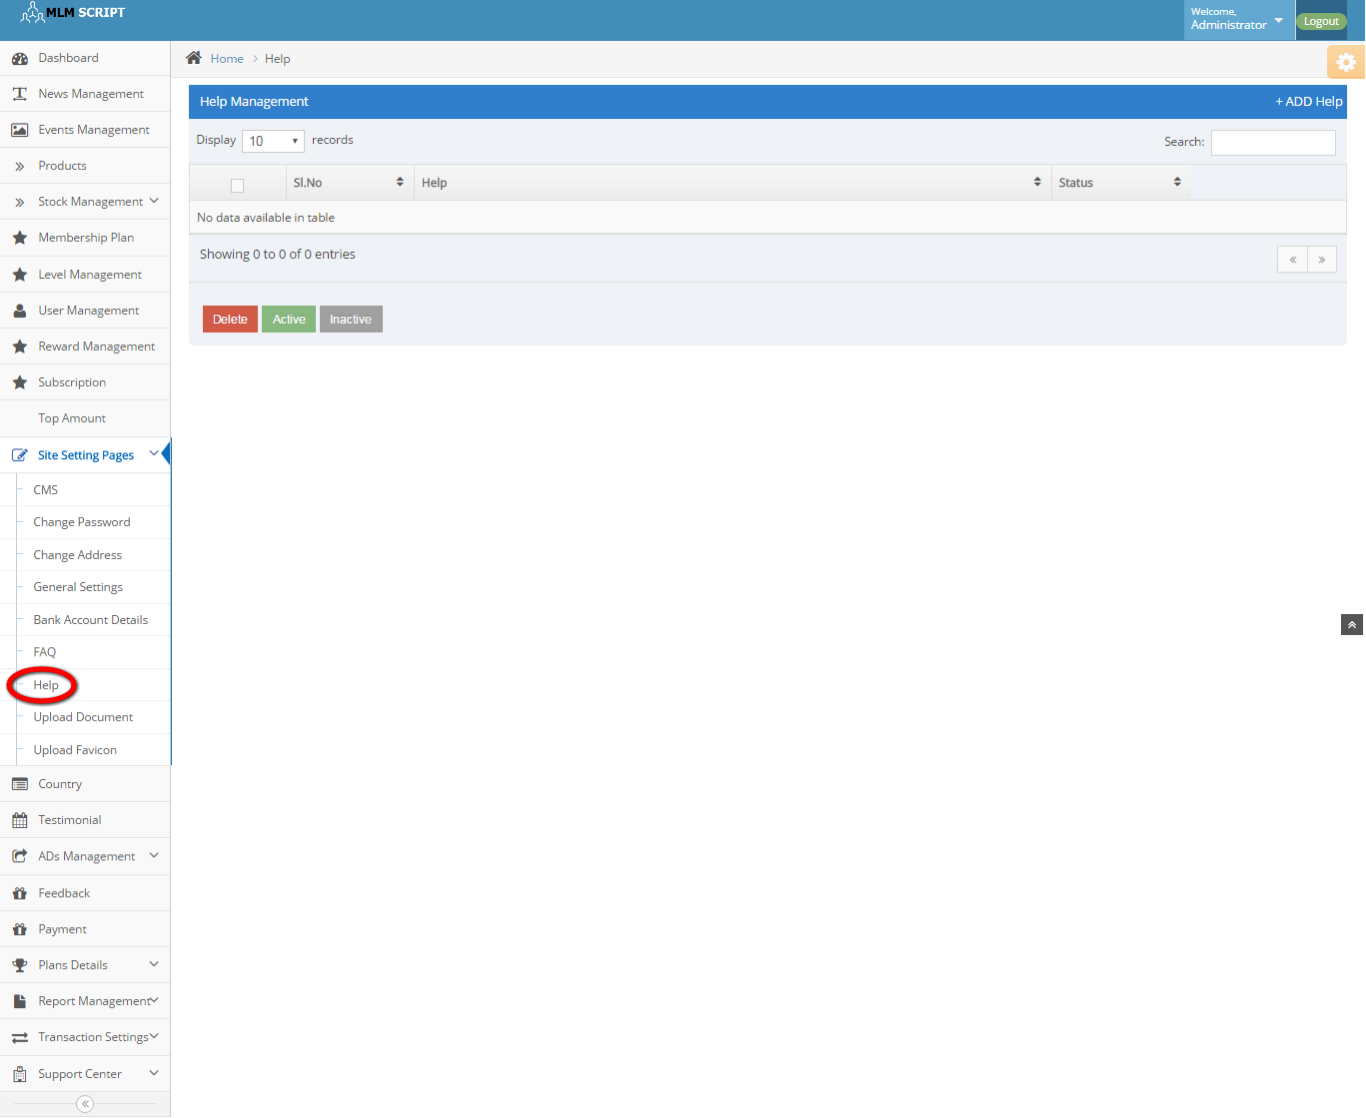 MLM SCRIPT
Welcome,
Administrator
Logout
Dashboard
News Management
Events Management
Products
Stock Management
Membership Plan
Level Management
User Management
Reward Management
Subscription
Top Amount
Site Setting Pages
CMS
Change Password
Change Address
General Settings
Bank Account Details
FAQ
Help
Upload Document
Upload Favicon
Country
Testimonial
ADs Management
Feedback
Payment
Plans Details
Report Management
Transaction Settings
Support Center
Home > Help
Help Management
+ ADD Help
Display 10 records
Search:
Sl.No Help Status
No data available in table
Showing 0 to 0 of 0 entries
« »
Delete Active Inactive